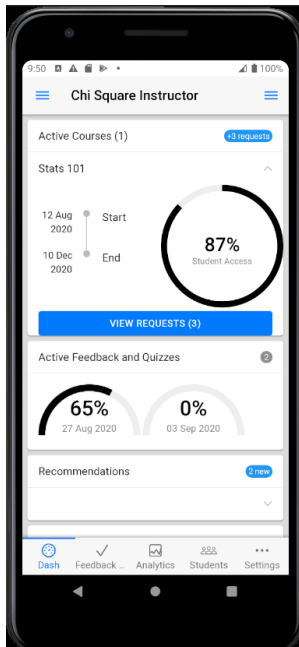 9:50 100%
Chi Square Instructor
Active Courses (1) +3 requests
Stats 101
12 Aug 2020 Start
10 Dec 2020 End
87%
Student Access
VIEW REQUESTS (3)
Active Feedback and Quizzes 2
65% 0%
27 Aug 2020 03 Sep 2020
Recommendations 2 new
Dash Feedback ... Analytics Students Settings